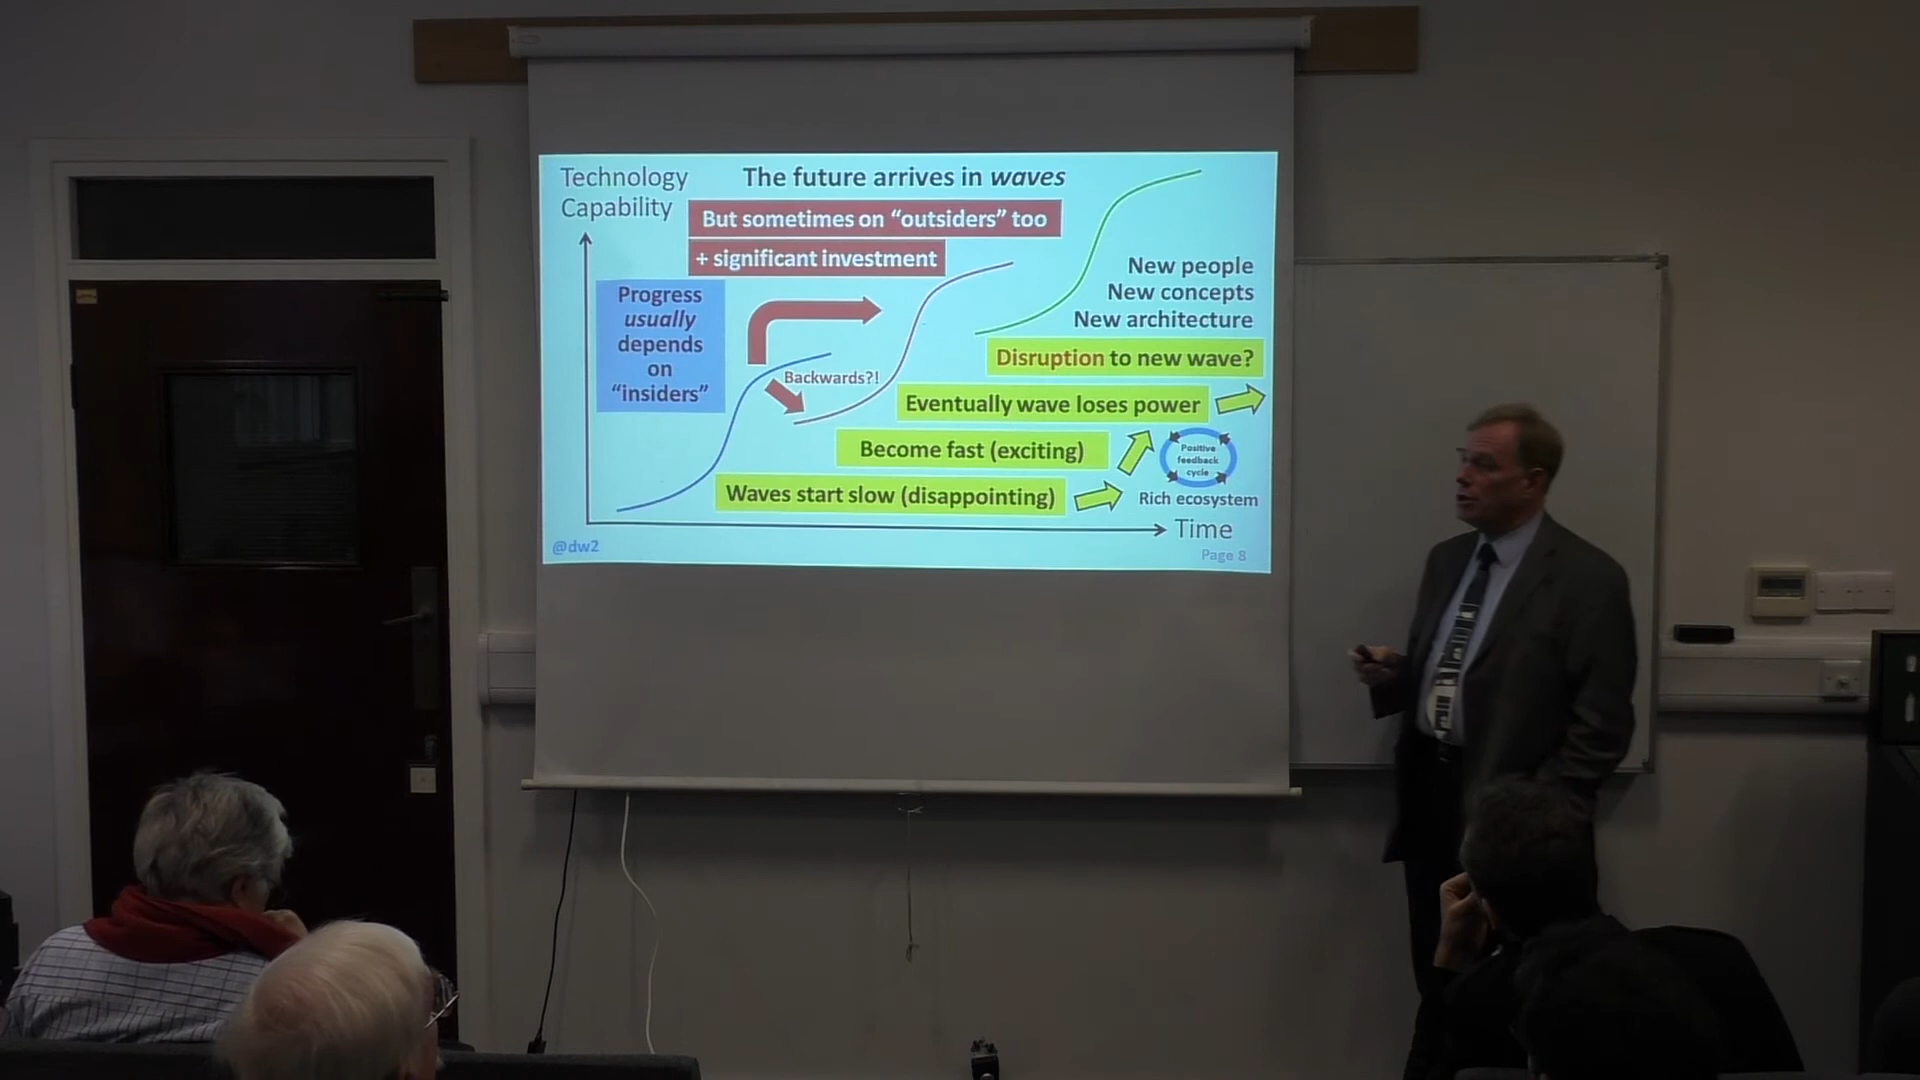 Technology
Capability
The future arrives in waves
But sometimes on “outsiders” too
+ significant investment
Progress
usually
depends
on
“insiders”
Backwards?!
New people
New concepts
New architecture
Disruption to new wave?
Eventually wave loses power
Become fast (exciting)
Waves start slow (disappointing)
Positive
feedback
cycle
Rich ecosystem
Time
@dw2
Page 8